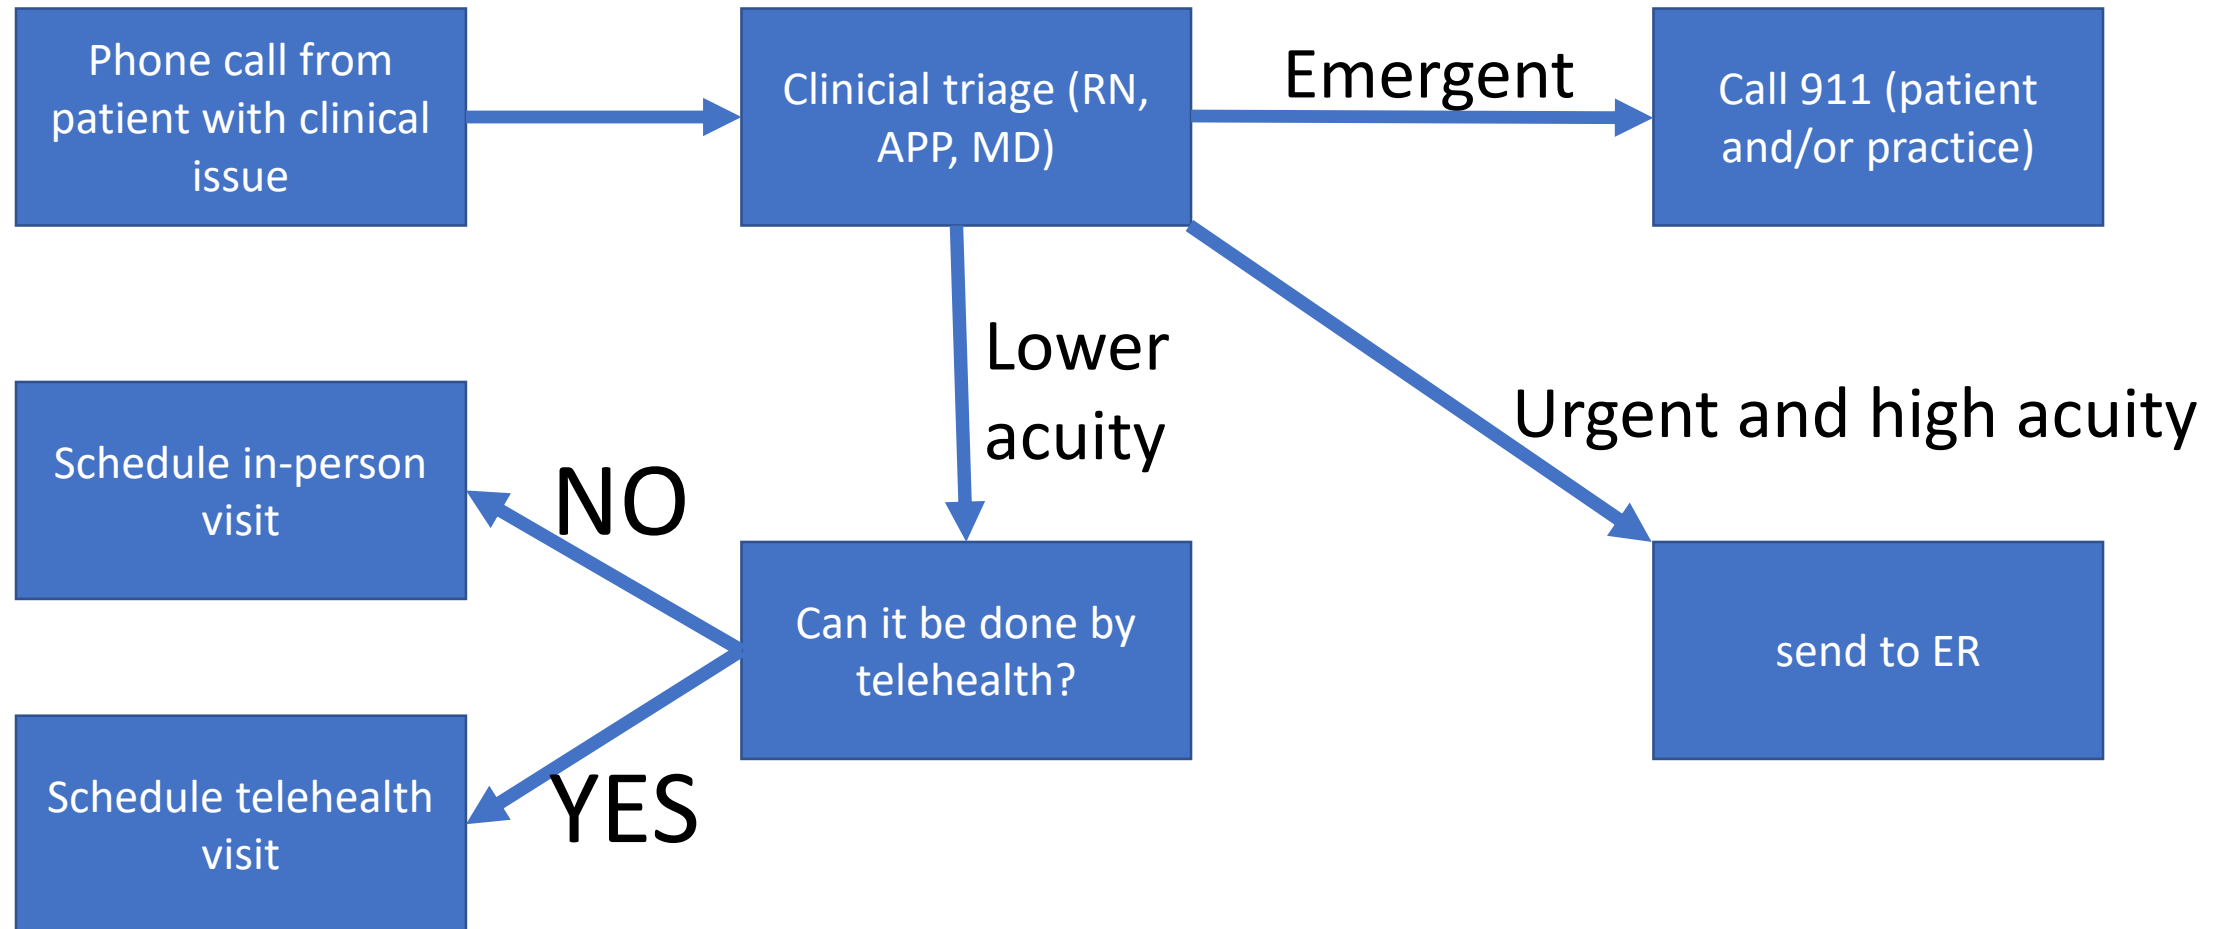 Phone call from
patient with clinical
issue
Clinicial triage (RN,
APP, MD)
Emergent
Call 911 (patient
and/or practice)
Lower
acuity
Urgent and high acuity
Schedule in-person
visit
NO
Can it be done by
telehealth?
send to ER
YES
Schedule telehealth
visit